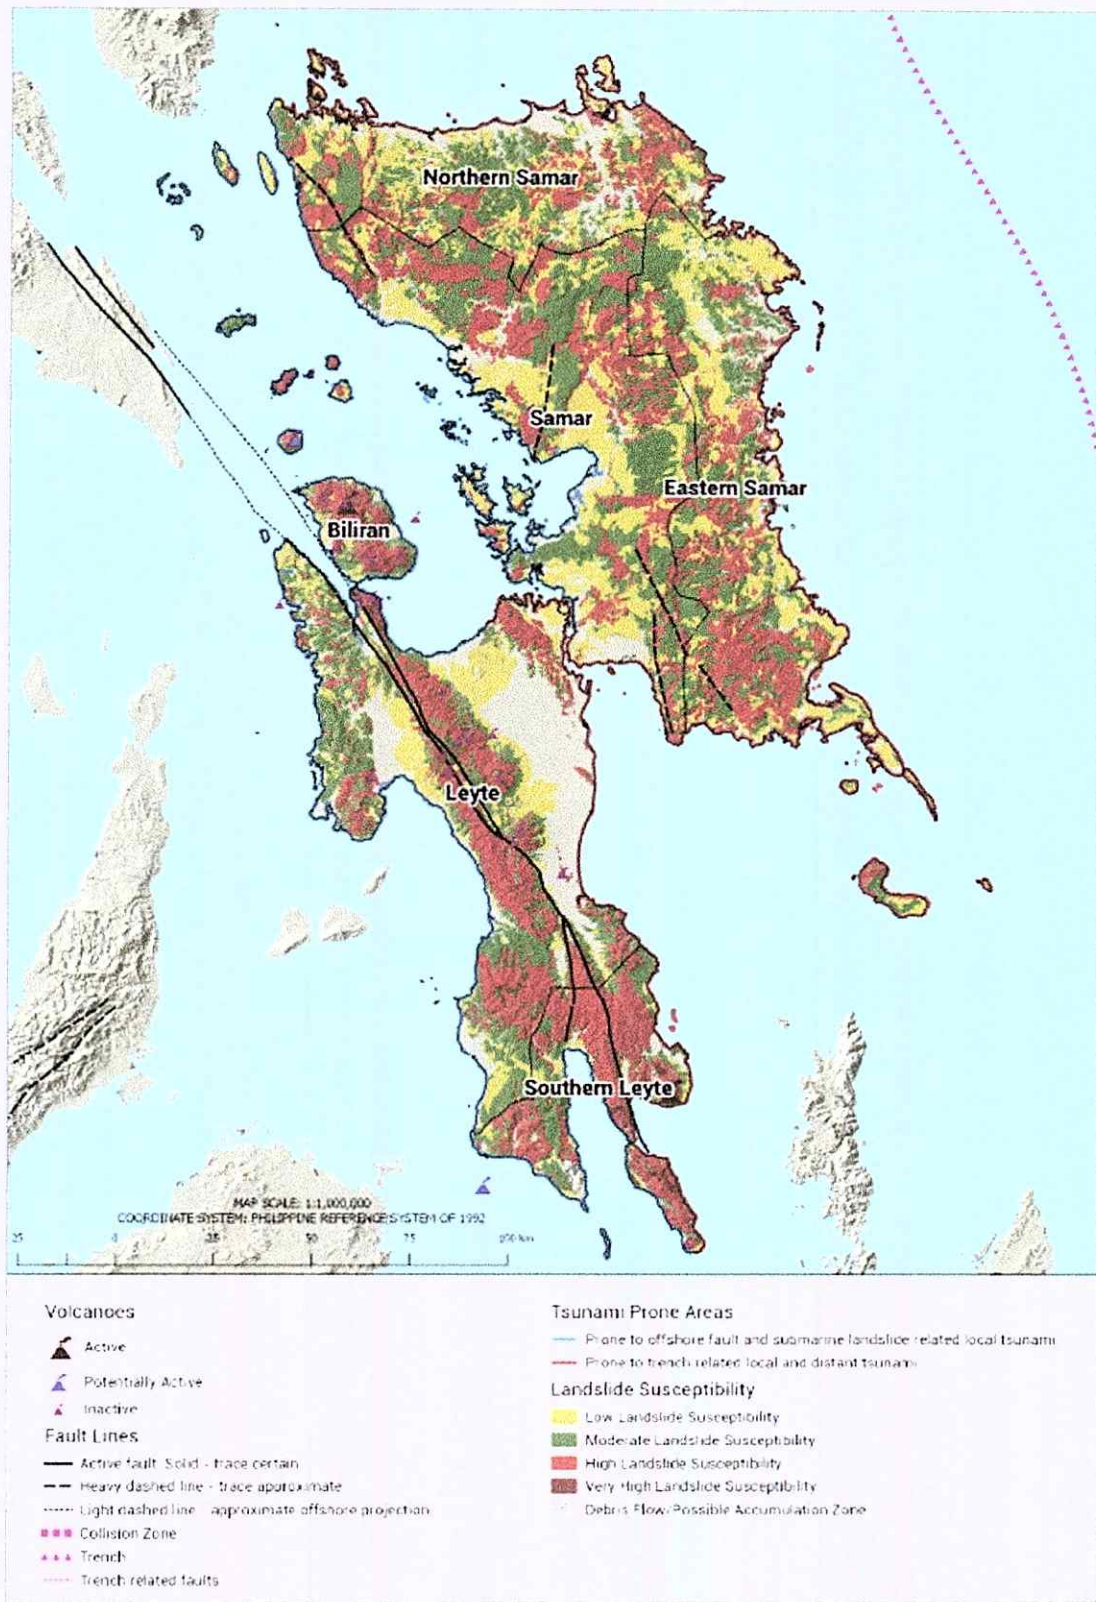 Northern Samar
Samar
Eastern Samar
Biliran
Leyte
Southern Leyte
MAP SCALE: 1:1,000,000
COORDINATE SYSTEM: PHILIPPINE REFERENCE SYSTEM OF 1992
25 0 25 50 75 100 km
Volcanoes
Active
Potentially Active
Inactive
Fault Lines
Active fault: Solid - trace certain
Heavy dashed line - trace approximate
Light dashed line - approximate offshore projection
Collision Zone
Trench
Trench related faults
Tsunami Prone Areas
Prone to offshore fault and submarine landslide related local tsunami
Prone to trench related local and distant tsunami
Landslide Susceptibility
Low Landslide Susceptibility
Moderate Landslide Susceptibility
High Landslide Susceptibility
Very High Landslide Susceptibility
Debris Flow/Possible Accumulation Zone